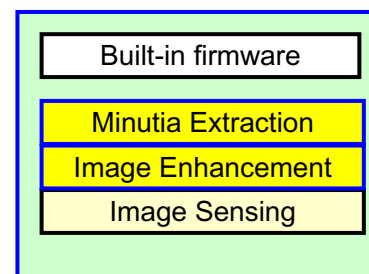 Built-in firmware
Minutia Extraction
Image Enhancement
Image Sensing